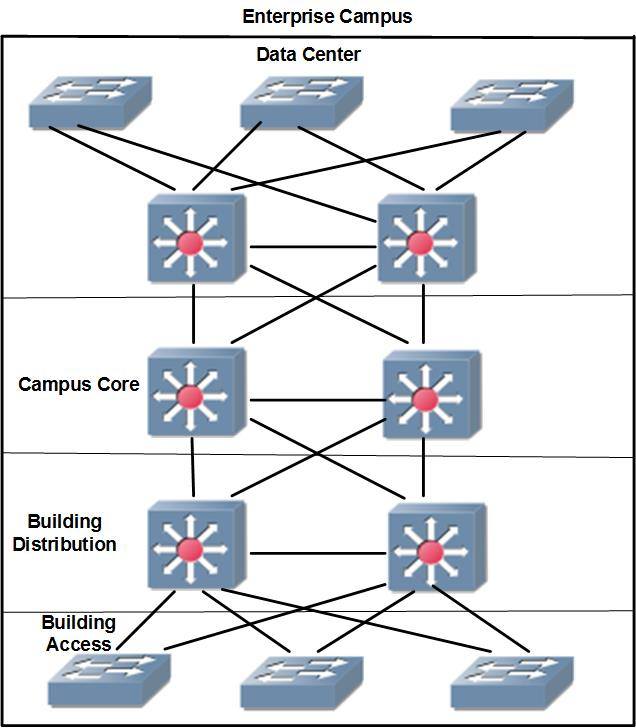 Enterprise Campus
Data Center
Campus Core
Building
Distribution
Building
Access